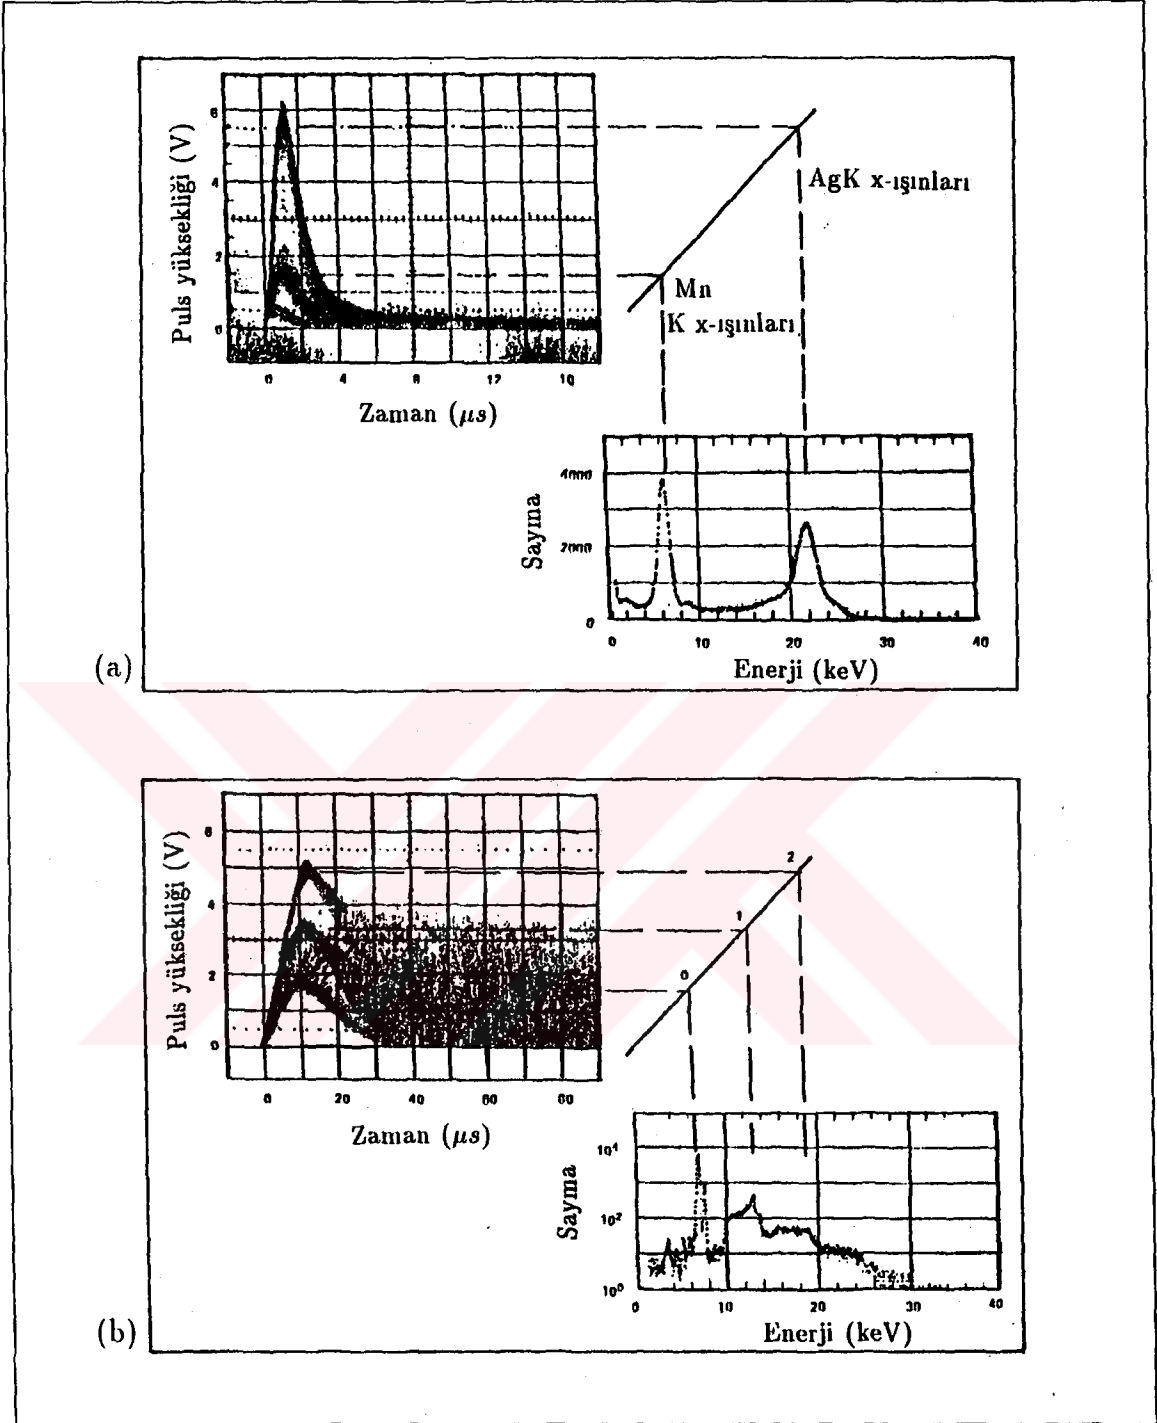 Puls yüksekliği (V)
6
4
2
0
0 4 8 12 16
Zaman (μs)
AgK x-ışınları
Mn
K x-ışınları
Sayma
4000
2000
0
0 10 20 30 40
Enerji (keV)
(a)
Puls yüksekliği (V)
6
4
2
0
0 20 40 60 80
Zaman (μs)
2
1
0
Sayma
10⁴
10²
10⁰
0 10 20 30 40
Enerji (keV)
(b)